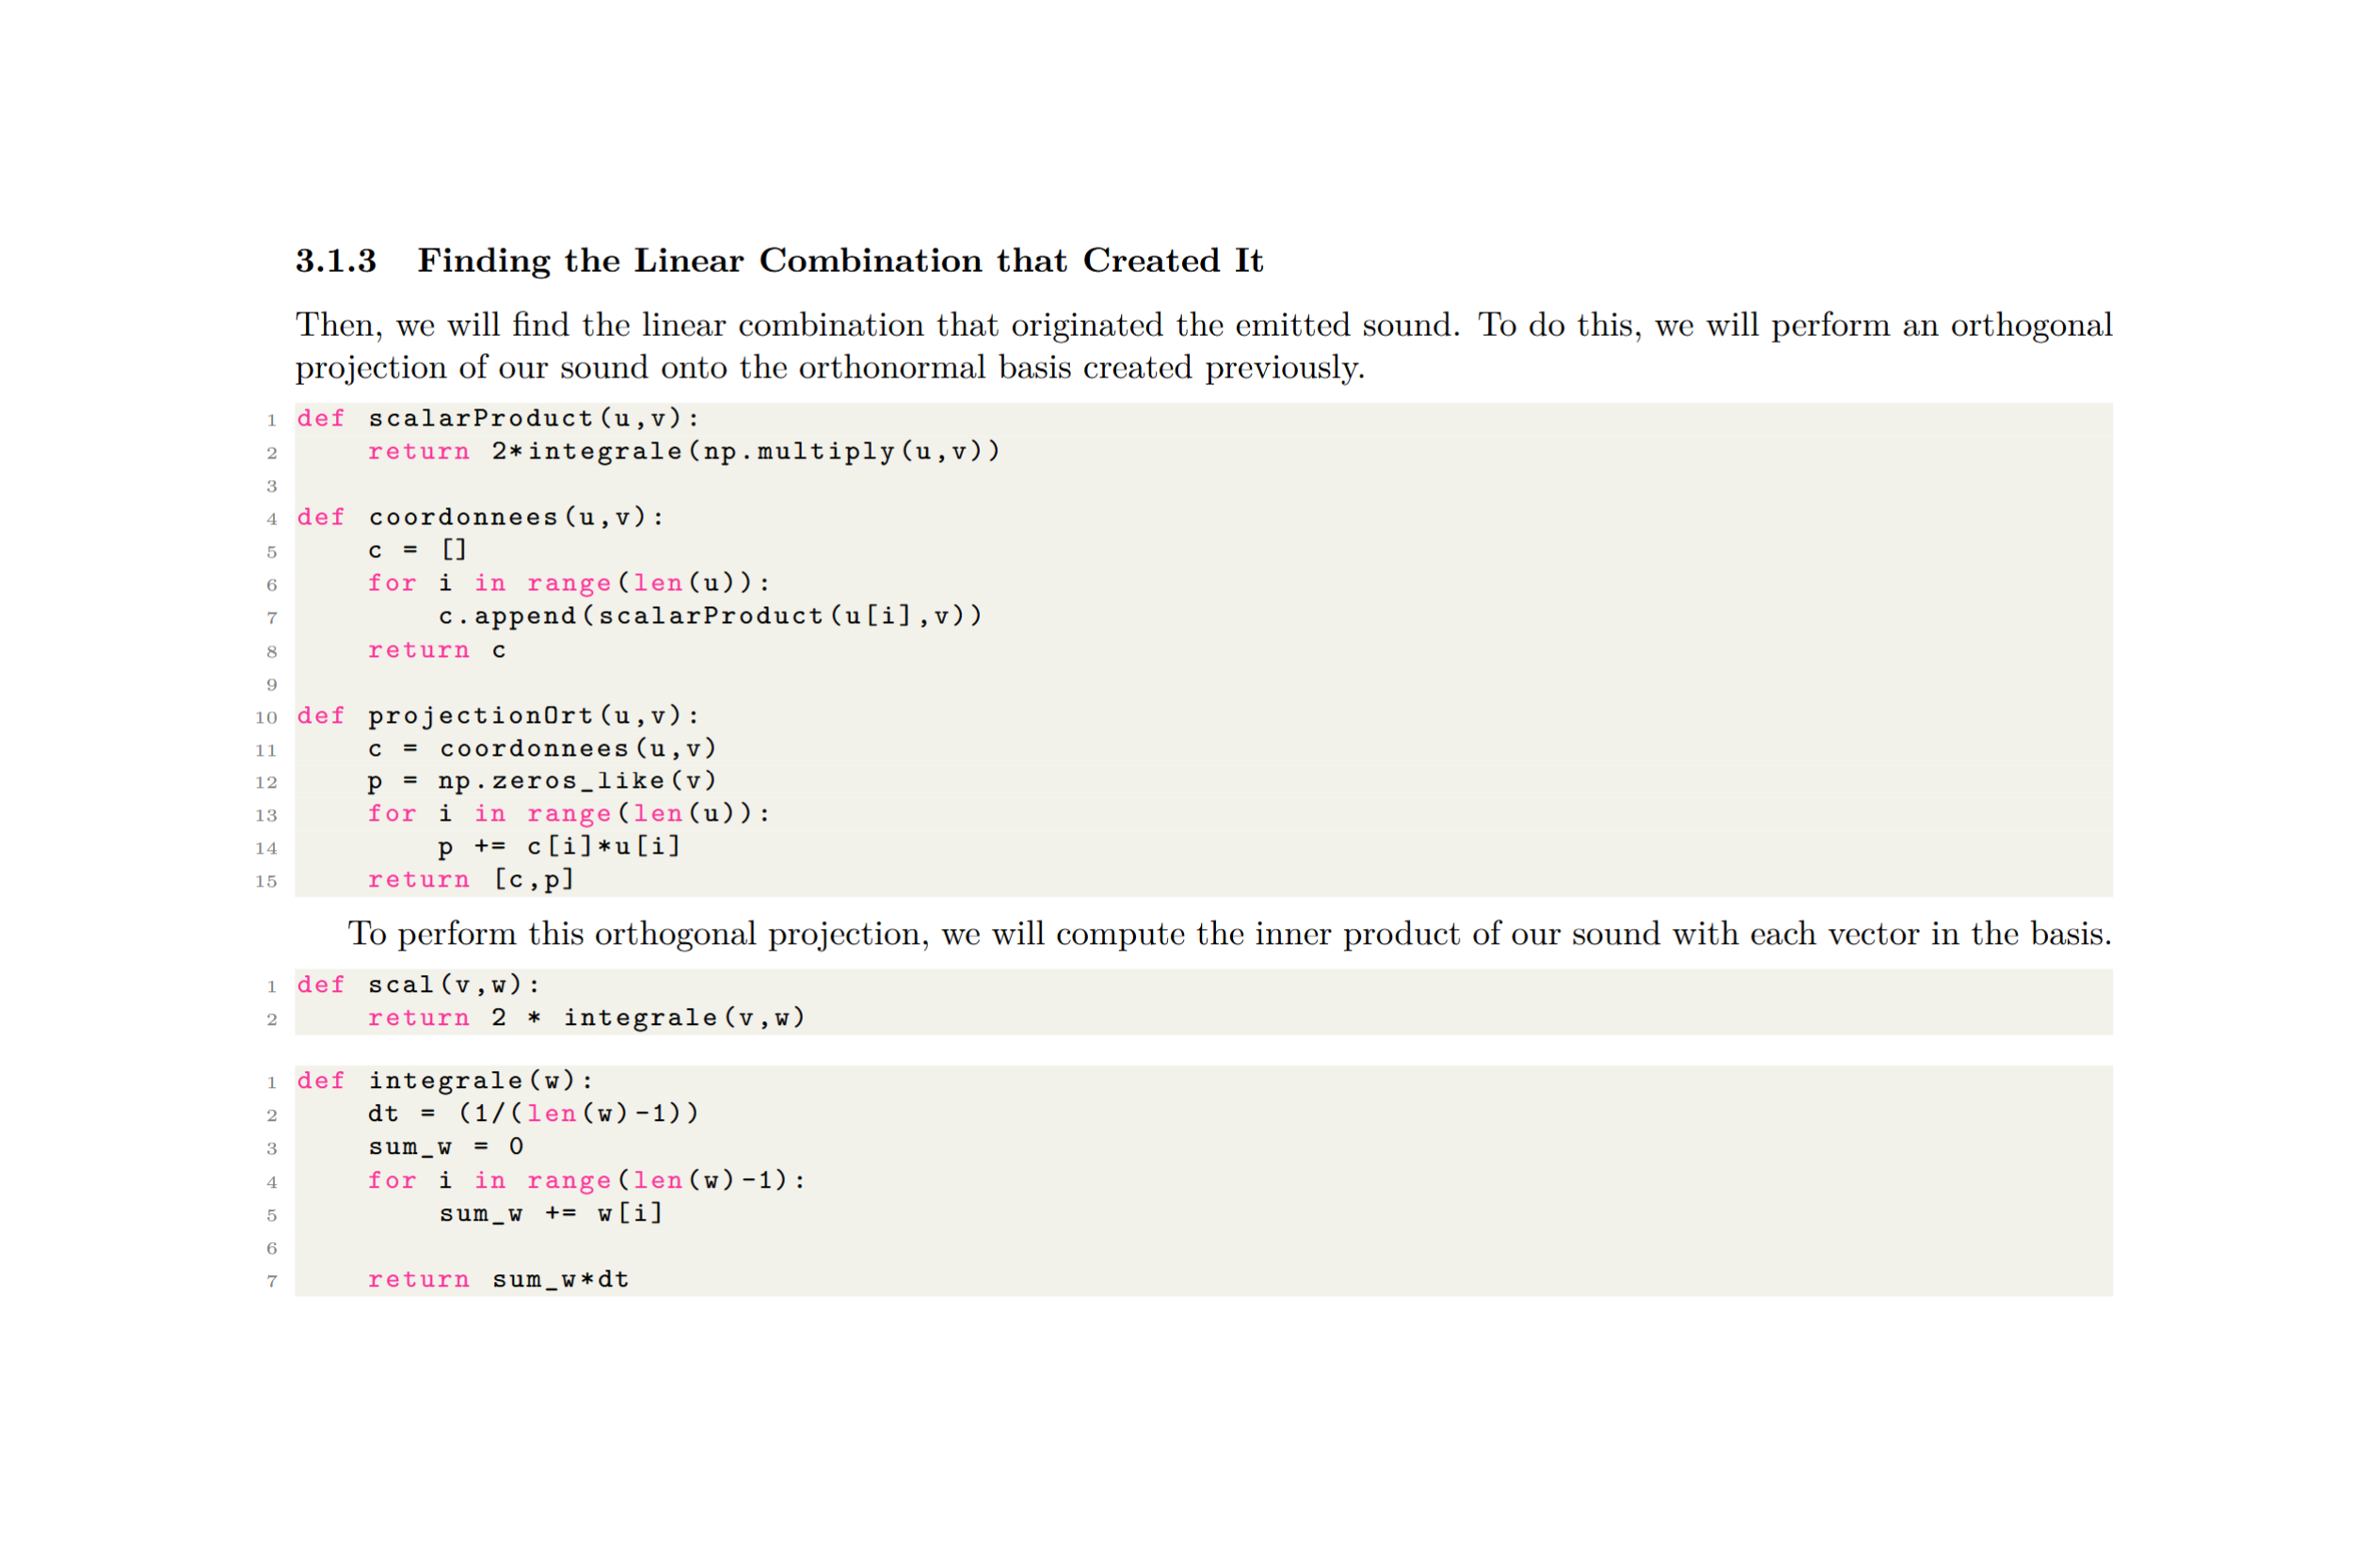 3.1.3 Finding the Linear Combination that Created It
Then, we will find the linear combination that originated the emitted sound. To do this, we will perform an orthogonal
projection of our sound onto the orthonormal basis created previously.
1 def scalarProduct(u,v):
2     return 2*integrale(np.multiply(u,v))
3
4 def coordonnees(u,v):
5     c = []
6     for i in range(len(u)):
7         c.append(scalarProduct(u[i],v))
8     return c
9
10 def projectionOrt(u,v):
11     c = coordonnees(u,v)
12     p = np.zeros_like(v)
13     for i in range(len(u)):
14         p += c[i]*u[i]
15     return [c,p]
To perform this orthogonal projection, we will compute the inner product of our sound with each vector in the basis.
1 def scal(v,w):
2     return 2 * integrale(v,w)
1 def integrale(w):
2     dt = (1/(len(w)-1))
3     sum_w = 0
4     for i in range(len(w)-1):
5         sum_w += w[i]
6
7     return sum_w*dt